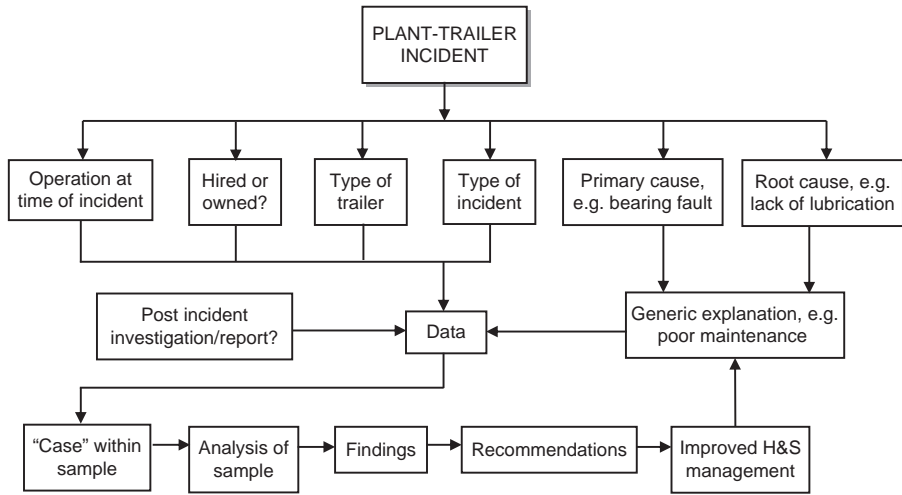 PLANT-TRAILER
INCIDENT
Operation at
time of incident
Hired or
owned?
Type of
trailer
Type of
incident
Primary cause,
e.g. bearing fault
Root cause, e.g.
lack of lubrication
Post incident
investigation/report?
Data
Generic explanation, e.g.
poor maintenance
“Case” within
sample
Analysis of
sample
Findings
Recommendations
Improved H&S
management